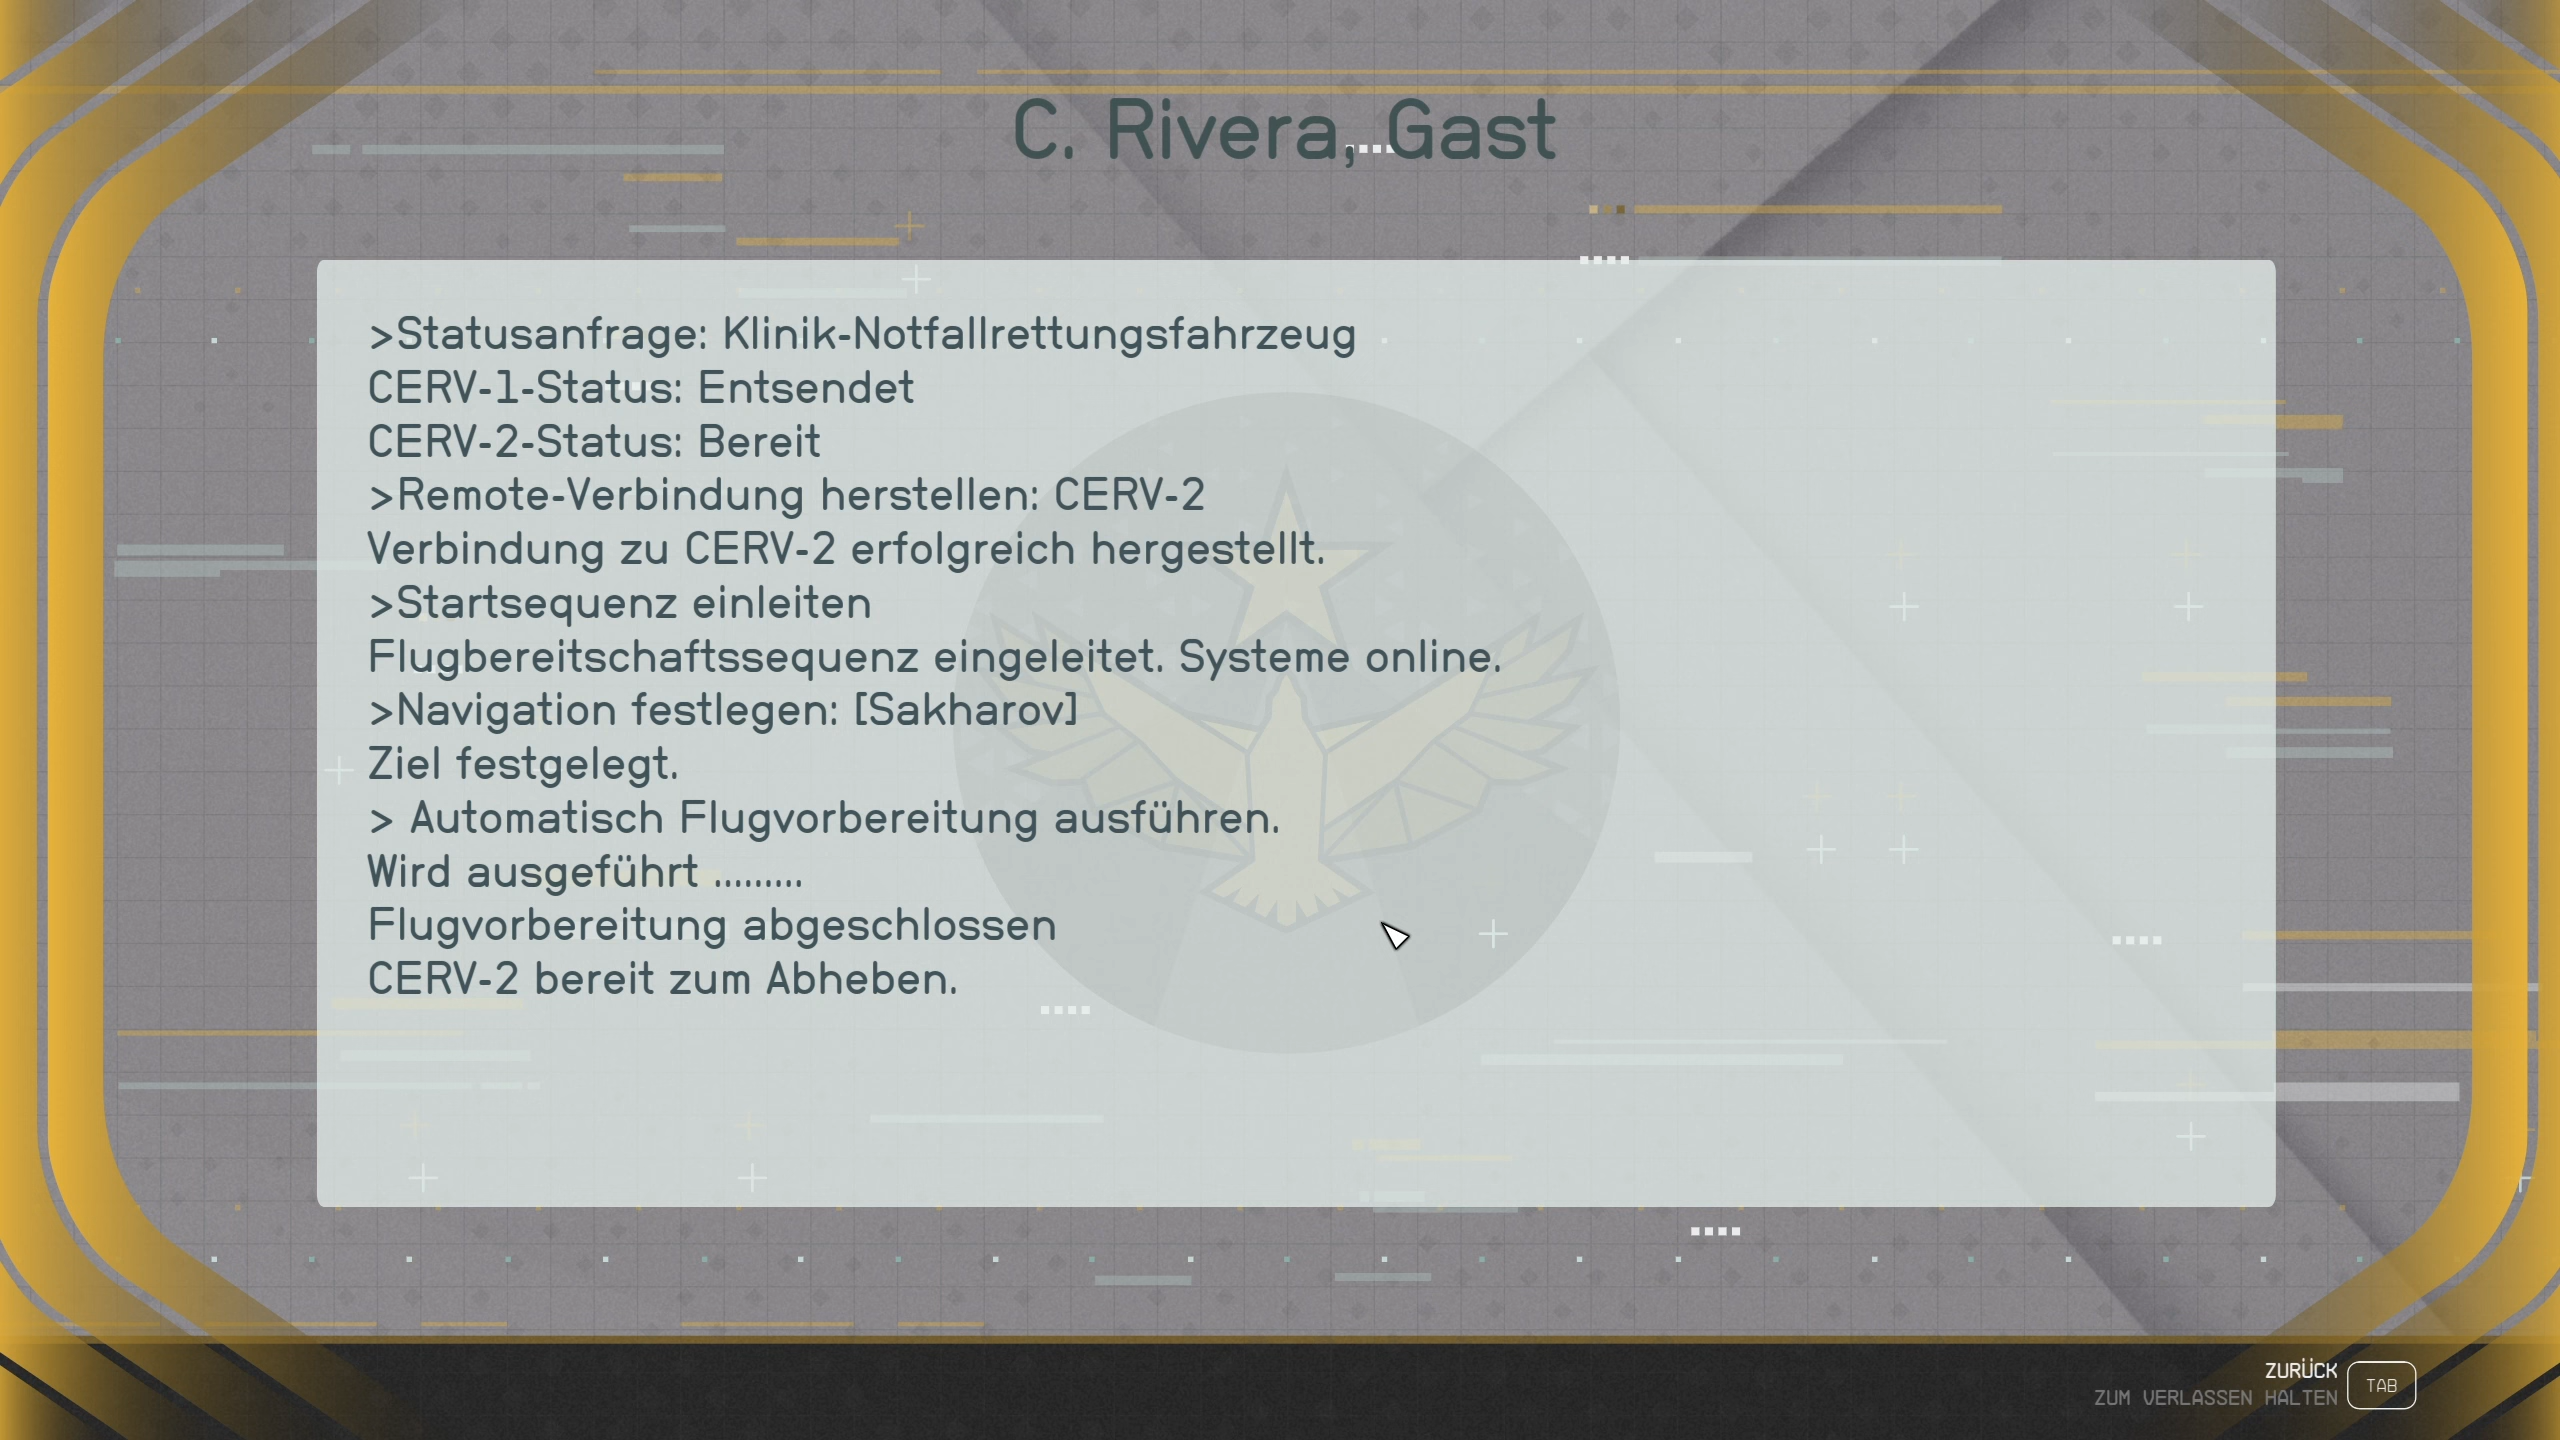 C. Rivera, Gast
>Statusanfrage: Klinik-Notfallrettungsfahrzeug
CERV-1-Status: Entsendet
CERV-2-Status: Bereit
>Remote-Verbindung herstellen: CERV-2
Verbindung zu CERV-2 erfolgreich hergestellt.
>Startsequenz einleiten
Flugbereitschaftssequenz eingeleitet. Systeme online.
>Navigation festlegen: [Sakharov]
Ziel festgelegt.
> Automatisch Flugvorbereitung ausführen.
Wird ausgeführt .........
Flugvorbereitung abgeschlossen
CERV-2 bereit zum Abheben.
ZURÜCK
ZUM VERLASSEN HALTEN TAB